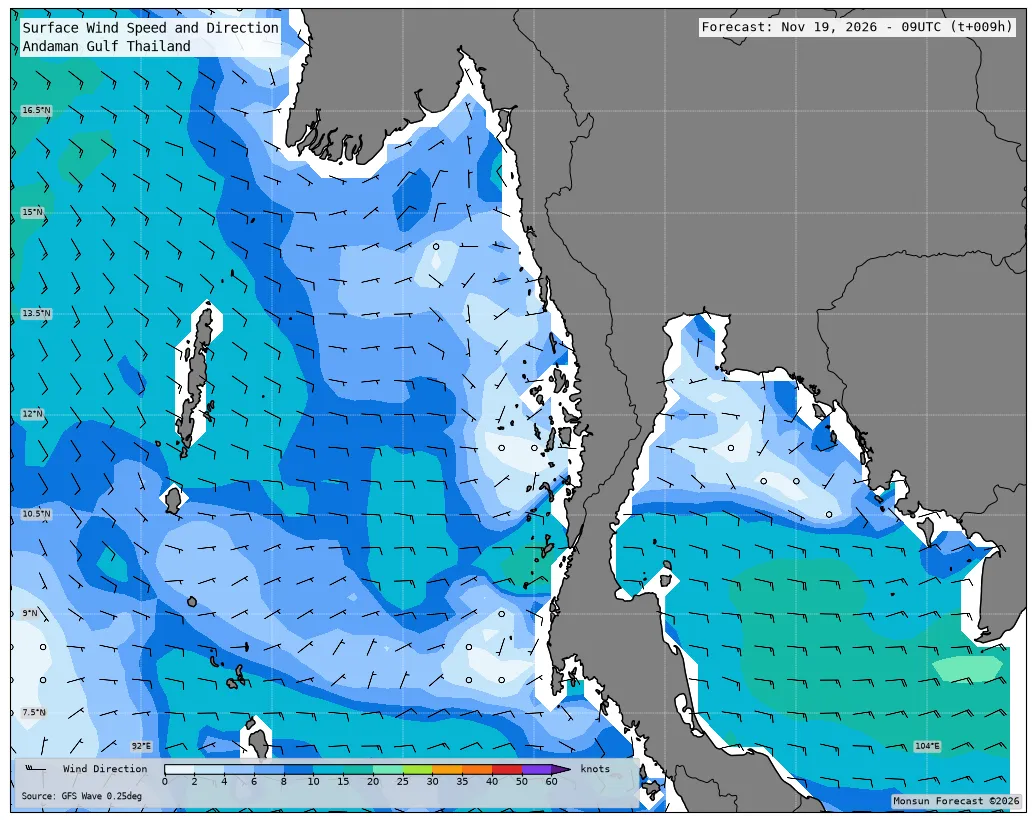 Surface Wind Speed and Direction
Andaman Gulf Thailand
Forecast: Nov 19, 2026 - 09UTC (t+009h)
16.5°N
15°N
13.5°N
12°N
10.5°N
9°N
7.5°N
92°E
104°E
Wind Direction
knots
0 2 4 6 8 10 15 20 25 30 35 40 50 60
Source: GFS Wave 0.25deg
Monsun Forecast ©2026